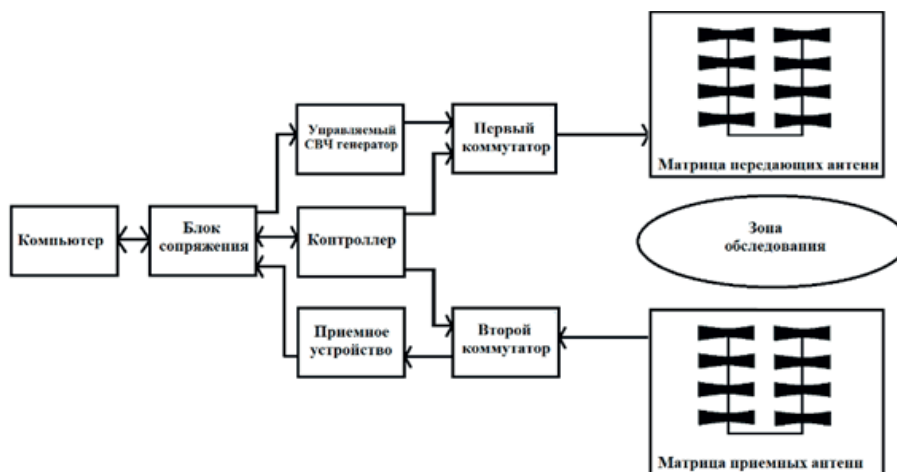 Управляемый
СВЧ генератор
Первый
коммутатор
Матрица передающих антенн
Компьютер
Блок
сопряжения
Контроллер
Зона
обследования
Приемное
устройство
Второй
коммутатор
Матрица приемных антенн